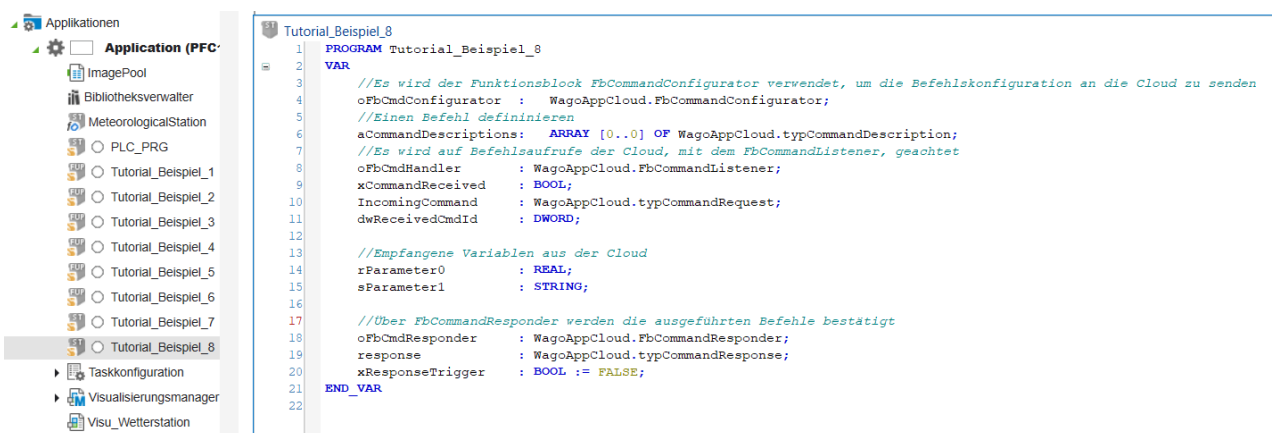 Applikationen
Application (PFC
ImagePool
Bibliotheksverwalter
MeteorologicalStation
PLC_PRG
Tutorial_Beispiel_1
Tutorial_Beispiel_2
Tutorial_Beispiel_3
Tutorial_Beispiel_4
Tutorial_Beispiel_5
Tutorial_Beispiel_6
Tutorial_Beispiel_7
Tutorial_Beispiel_8
Taskkonfiguration
Visualisierungsmanager
Visu_Wetterstation
Tutorial_Beispiel_8
1 PROGRAM Tutorial_Beispiel_8
2 VAR
3 //Es wird der Funktionsblock FbCommandConfigurator verwendet, um die Befehlskonfiguration an die Cloud zu senden
4 oFbCmdConfigurator : WagoAppCloud.FbCommandConfigurator;
5 //Einen Befehl defininieren
6 aCommandDescriptions: ARRAY [0..0] OF WagoAppCloud.typCommandDescription;
7 //Es wird auf Befehlsaufrufe der Cloud, mit dem FbCommandListener, geachtet
8 oFbCmdHandler : WagoAppCloud.FbCommandListener;
9 xCommandReceived : BOOL;
10 IncomingCommand : WagoAppCloud.typCommandRequest;
11 dwReceivedCmdId : DWORD;
12
13 //Empfangene Variablen aus der Cloud
14 rParameter0 : REAL;
15 sParameter1 : STRING;
16
17 //Über FbCommandResponder werden die ausgeführten Befehle bestätigt
18 oFbCmdResponder : WagoAppCloud.FbCommandResponder;
19 response : WagoAppCloud.typCommandResponse;
20 xResponseTrigger : BOOL := FALSE;
21 END_VAR
22